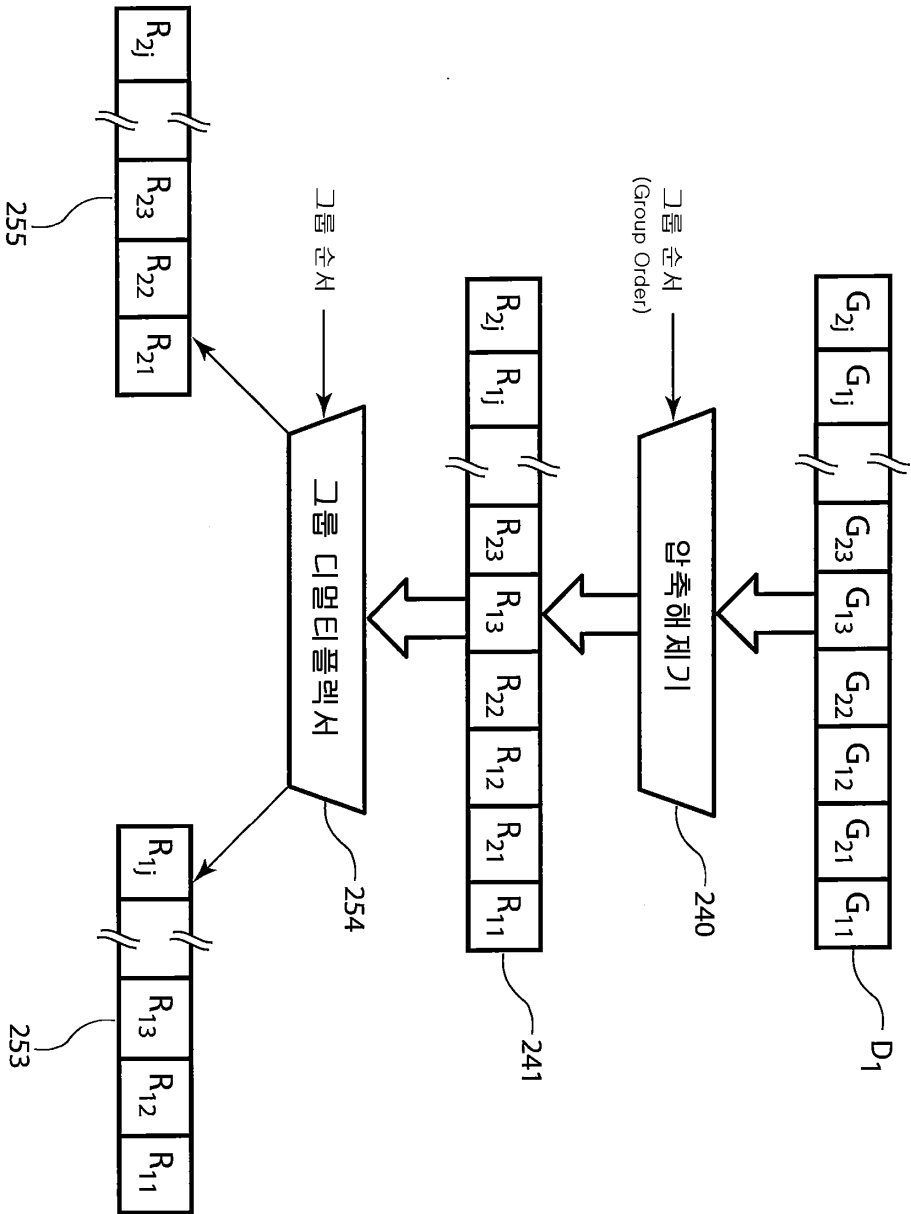 G₂ⱼ G₁ⱼ G₂₃ G₁₃ G₂₂ G₁₂ G₂₁ G₁₁
D₁
그룹 순서
(Group Order)
압축해제기
240
R₂ⱼ R₁ⱼ R₂₃ R₁₃ R₂₂ R₁₂ R₂₁ R₁₁
241
그룹 순서
그룹 디멀티플렉서
254
R₂ⱼ R₂₃ R₂₂ R₂₁
255
R₁ⱼ R₁₃ R₁₂ R₁₁
253